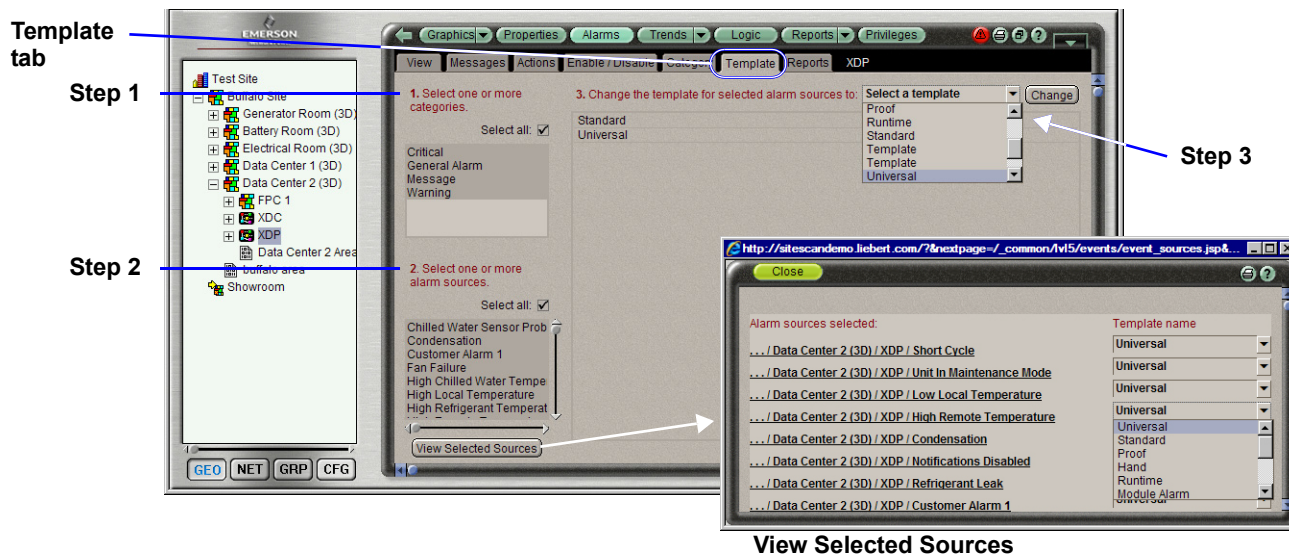 Template
tab
Step 1
Step 2
Step 3
EMERSON
Test Site
Buffalo Site
Generator Room (3D)
Battery Room (3D)
Electrical Room (3D)
Data Center 1 (3D)
Data Center 2 (3D)
FPC 1
XDC
XDP
Data Center 2 Area
buffalo area
Showroom
GEO NET GRP CFG
Graphics Properties Alarms Trends Logic Reports Privileges
View Messages Actions Enable / Disable Category Template Reports XDP
1. Select one or more
categories.
Select all:
Critical
General Alarm
Message
Warning
2. Select one or more
alarm sources.
Select all:
Chilled Water Sensor Prob
Condensation
Customer Alarm 1
Fan Failure
High Chilled Water Tempe
High Local Temperature
High Refrigerant Temperat
View Selected Sources
3. Change the template for selected alarm sources to: Select a template Change
Standard
Universal
Proof
Runtime
Standard
Template
Template
Universal
http://sitescandemo.liebert.com/?&nextpage=/_common/lvl5/events/event_sources.jsp&...
Close
Alarm sources selected: Template name
. . . / Data Center 2 (3D) / XDP / Short Cycle Universal
. . . / Data Center 2 (3D) / XDP / Unit In Maintenance Mode Universal
. . . / Data Center 2 (3D) / XDP / Low Local Temperature Universal
. . . / Data Center 2 (3D) / XDP / High Remote Temperature Universal
. . . / Data Center 2 (3D) / XDP / Condensation
. . . / Data Center 2 (3D) / XDP / Notifications Disabled
. . . / Data Center 2 (3D) / XDP / Refrigerant Leak
. . . / Data Center 2 (3D) / XDP / Customer Alarm 1
Universal
Standard
Proof
Hand
Runtime
Module Alarm
View Selected Sources